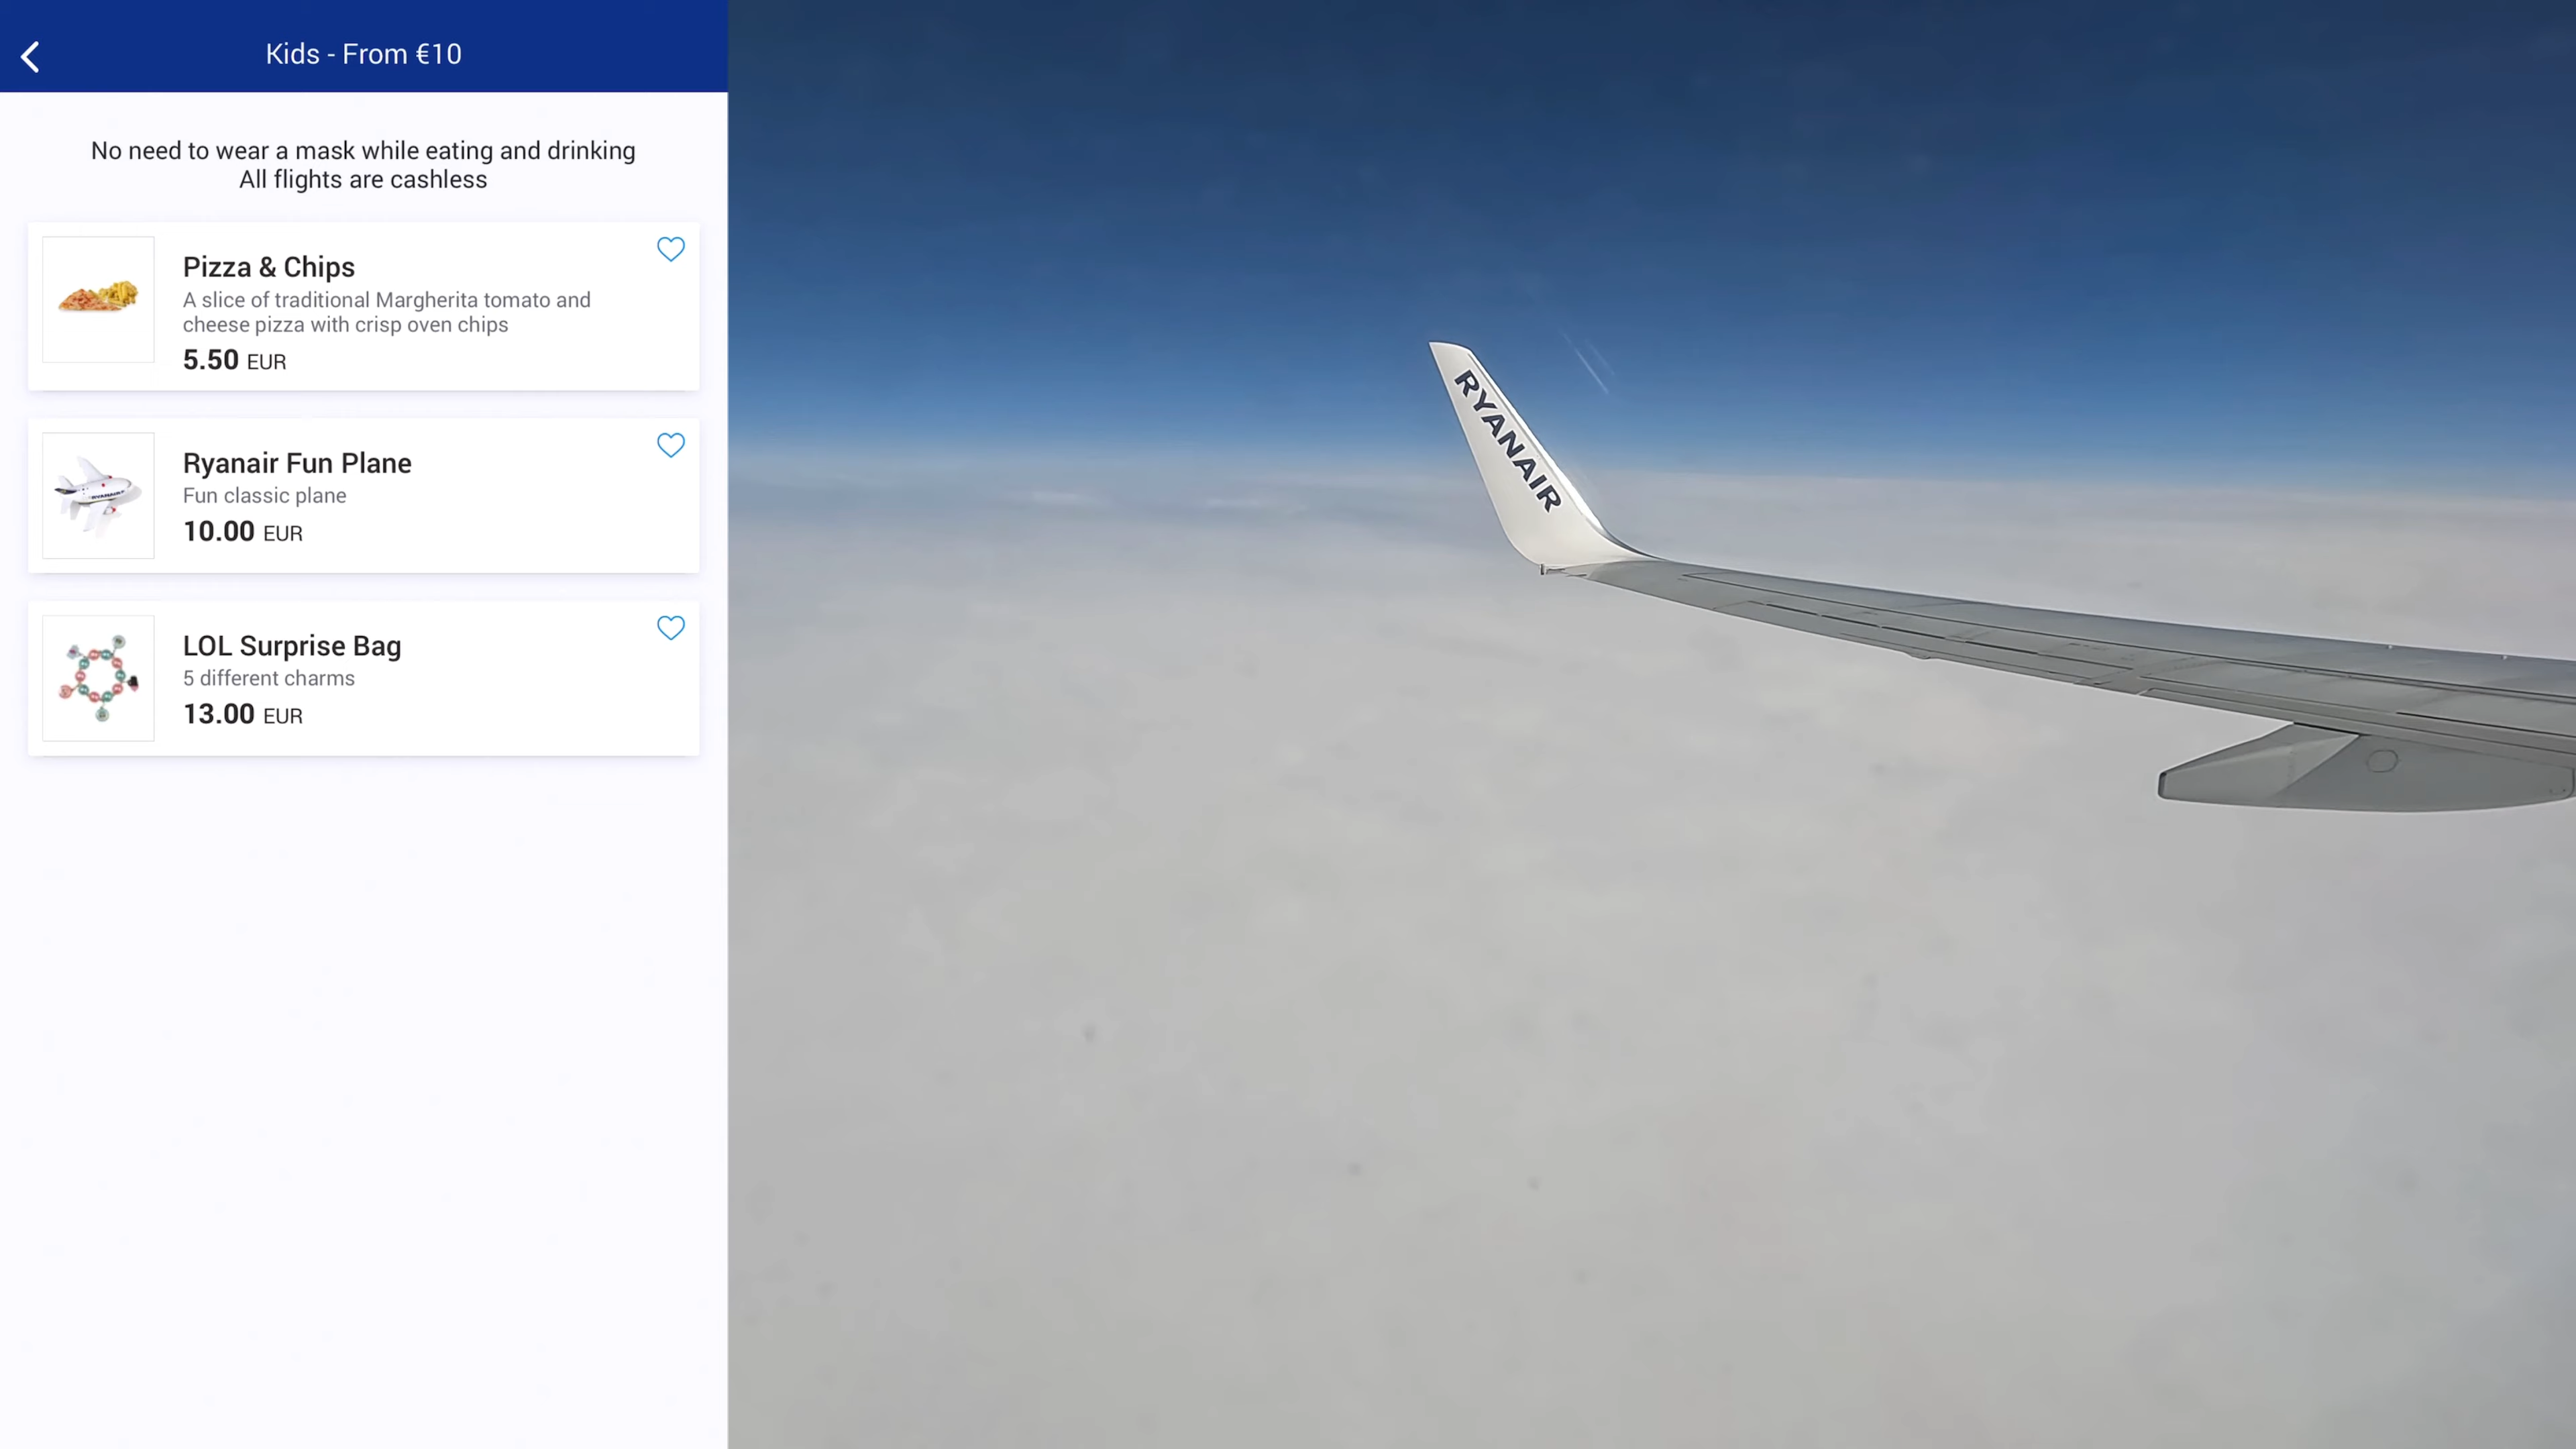 Kids - From €10
No need to wear a mask while eating and drinking
All flights are cashless
Pizza & Chips
A slice of traditional Margherita tomato and
cheese pizza with crisp oven chips
5.50 EUR
Ryanair Fun Plane
Fun classic plane
10.00 EUR
LOL Surprise Bag
5 different charms
13.00 EUR
RYANAIR
RYANAIR